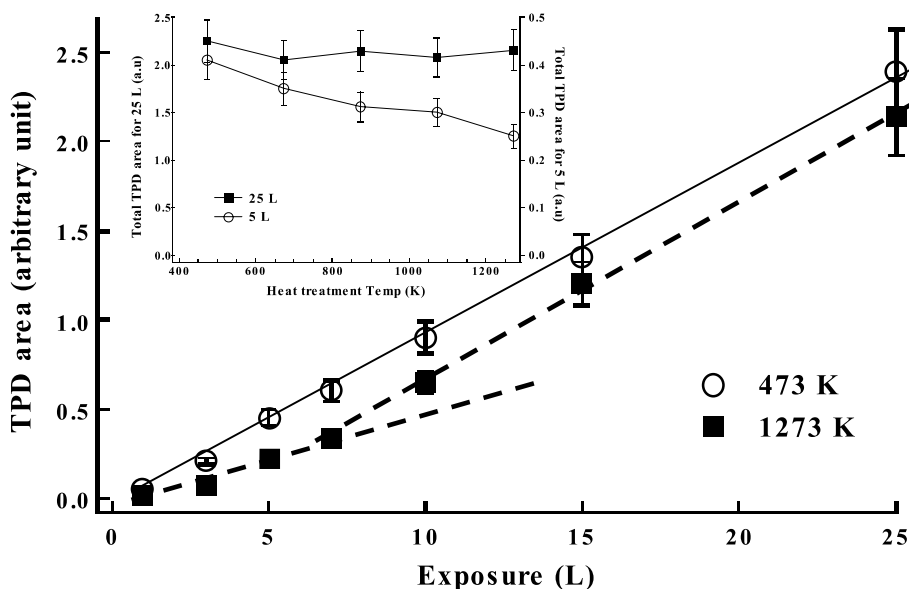 TPD area (arbitrary unit)
2.5
2.0
1.5
1.0
0.5
0.0
0
5
10
15
20
25
Exposure (L)
473 K
1273 K
Total TPD area for 25 L (a.u)
2.5
2.0
1.5
1.0
0.5
0.0
400
600
800
1000
1200
Heat treatment Temp (K)
25 L
5 L
0.5
0.4
0.3
0.2
0.1
0.0
Total TPD area
for 5 L (a.u)